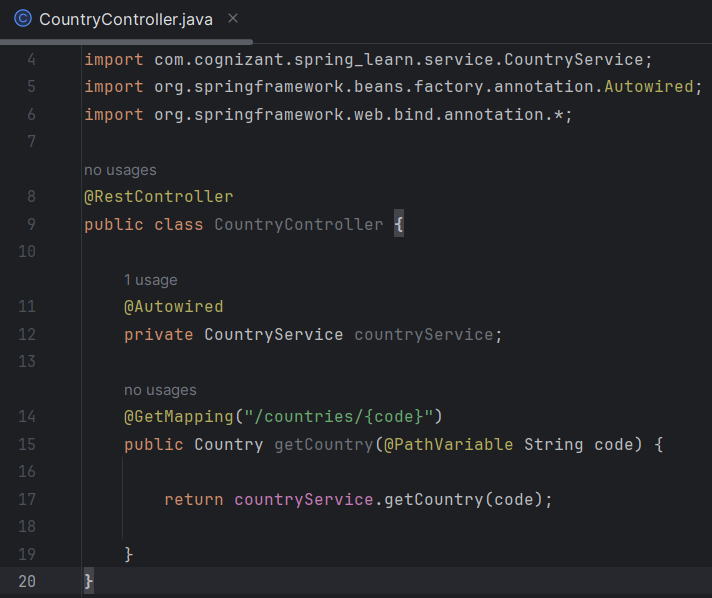 CountryController.java
4 import com.cognizant.spring_learn.service.CountryService;
5 import org.springframework.beans.factory.annotation.Autowired;
6 import org.springframework.web.bind.annotation.*;
7
no usages
8 @RestController
9 public class CountryController {
10
1 usage
11 @Autowired
12 private CountryService countryService;
13
no usages
14 @GetMapping("/countries/{code}")
15 public Country getCountry(@PathVariable String code) {
16
17 return countryService.getCountry(code);
18
19 }
20 }